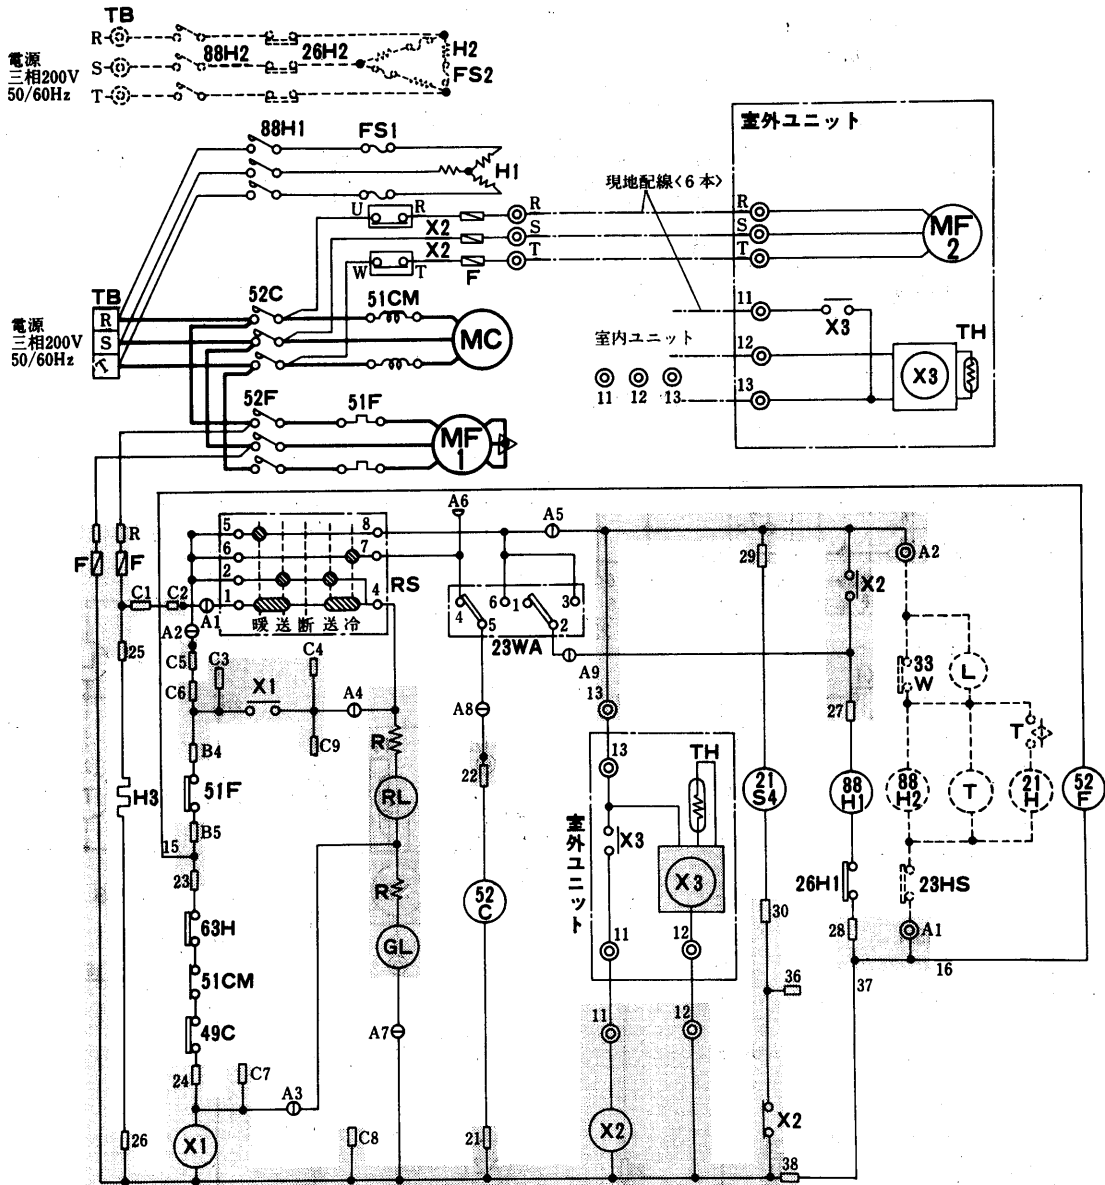 TB
R
88H2
26H2
H2
電源
三相200V
50/60Hz
S
FS2
T
88H1
FS1
H1
室外ユニット
現地配線<6本>
U
R
R
R
X2
S
S
MF
2
X2
T
T
W
T
F
TB
52C
51CM
11
X3
電源
三相200V
50/60Hz
R
S
T
MC
室内ユニット
12
TH
X3
11
12
13
13
52F
51F
MF
1
A6
A5
R
5
8
F
F
6
7
29
X2
A2
C1
C2
2
RS
A1
1
4
暖送断送冷
4
5
6
1
2
3
23WA
A2
C5
C3
C4
A9
33
W
L
25
C6
X1
A4
A8
13
27
C9
T
B4
R
13
TH
H3
51F
RL
22
21
S4
88
H1
88
H2
T
21
H
52
F
B5
室外ユニット
X3
15
X3
23
R
26H1
23HS
63H
52
C
30
28
A1
GL
11
12
16
51CM
36
37
49C
A7
11
12
24
C7
A3
X1
X2
X2
26
C8
21
38